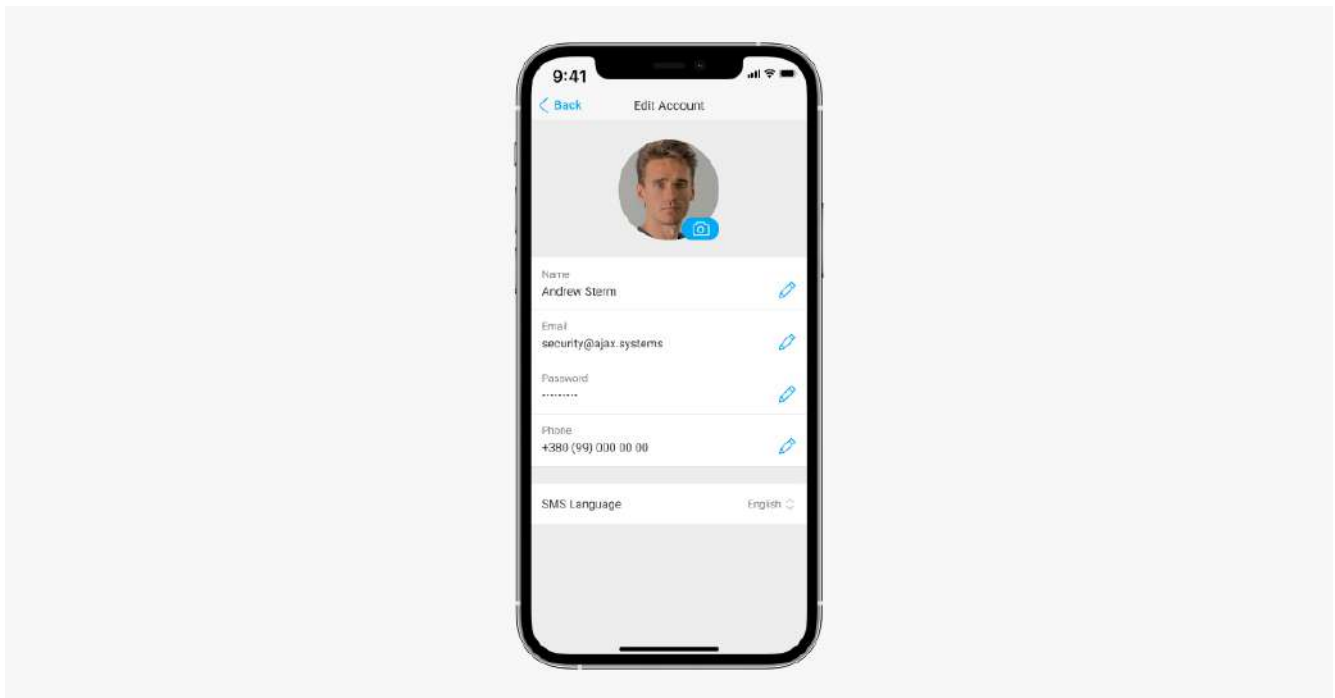 9:41
Back Edit Account
Name
Andrew Sterm
Email
security@ajax.systems
Password
·········
Phone
+380 (99) 000 00 00
SMS Language English